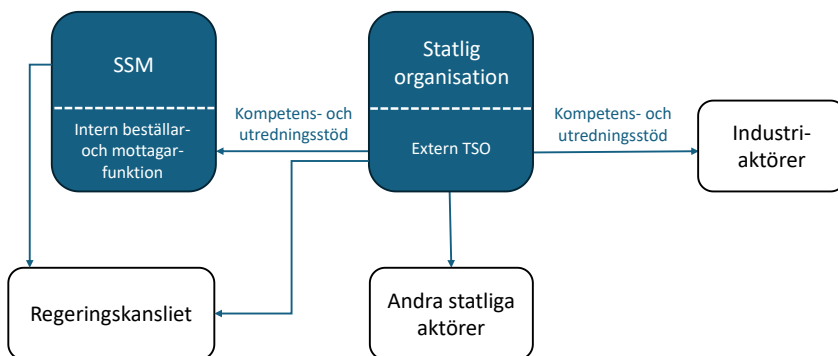 SSM
Intern beställar-
och mottagar-
funktion
Kompetens- och
utredningsstöd
Statlig
organisation
Extern TSO
Kompetens- och
utredningsstöd
Industri-
aktörer
Regeringskansliet
Andra statliga
aktörer